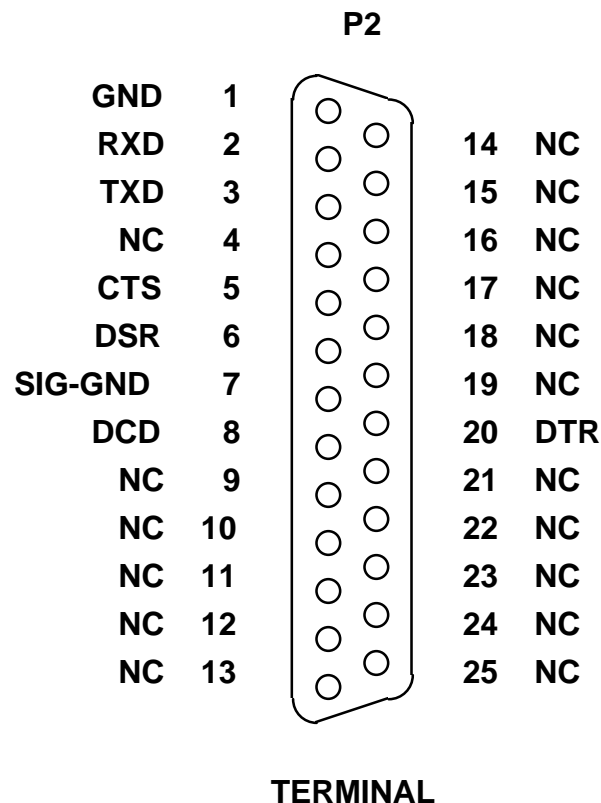 P2
GND 1
RXD 2 14 NC
TXD 3 15 NC
NC 4 16 NC
CTS 5 17 NC
DSR 6 18 NC
SIG-GND 7 19 NC
DCD 8 20 DTR
NC 9 21 NC
NC 10 22 NC
NC 11 23 NC
NC 12 24 NC
NC 13 25 NC
TERMINAL